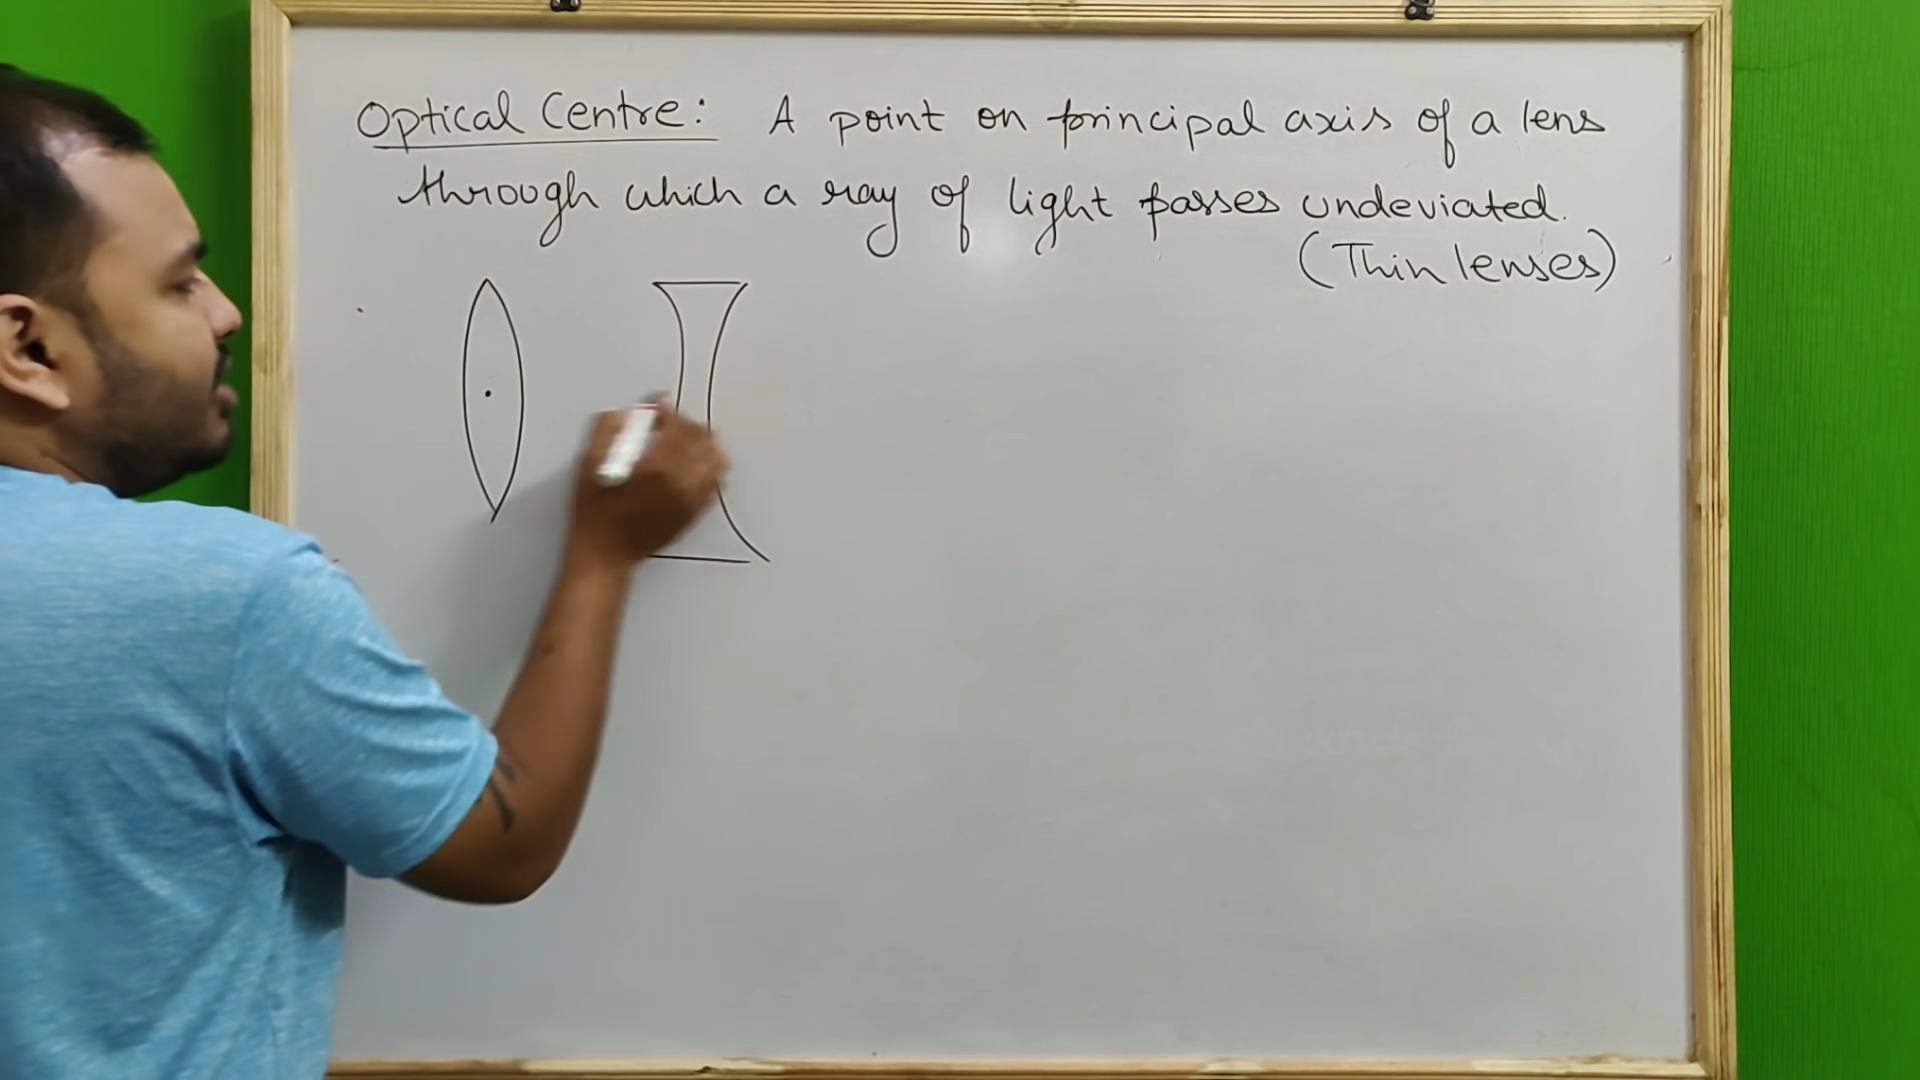 Optical Centre: A point on principal axis of a lens
through which a ray of light passes undeviated.
(Thin lenses)